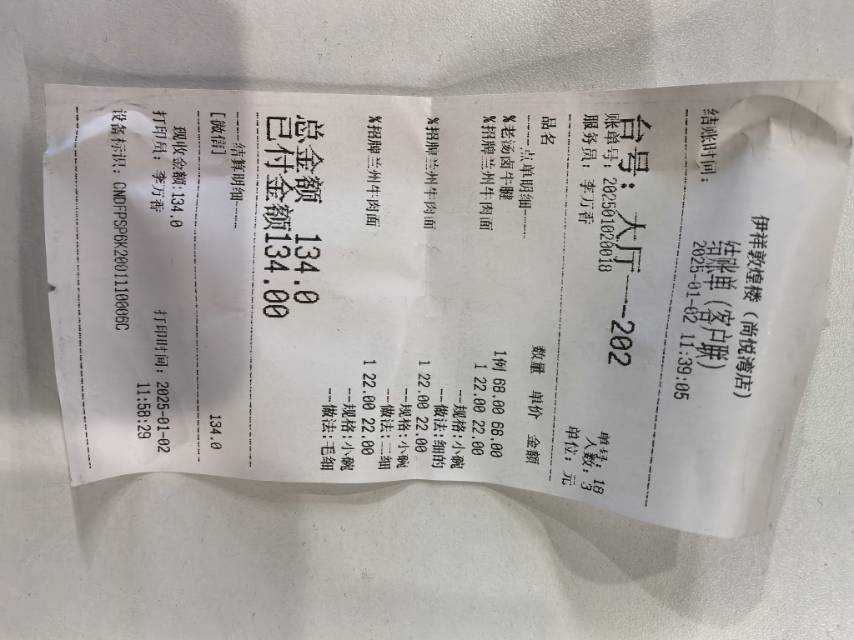 伊祥敦煌楼（尚悦湾店）
结账单（客户联）
结账时间：
2025-01-02 11:39:05
台号：大厅--202
单号：18
账单号：202501020018
人数：3
服务员：李万香
单位：元
品名 数量 单价 金额
-----点单明细-----
%老汤卤牛腱 1例 68.00 68.00
%招牌兰州牛肉面 1 22.00 22.00
--规格:小碗
--做法:细的
%招牌兰州牛肉面 1 22.00 22.00
--规格:小碗
--做法:二细
%招牌兰州牛肉面 1 22.00 22.00
--规格:小碗
--做法:毛细
总金额 134.0
已付金额134.00
-----结算明细-----
[微信] 134.0
现收金额:134.0
打印员：李万香 打印时间：2025-01-02
11:58:29
设备标识：CNDFPSP6K2001110006C